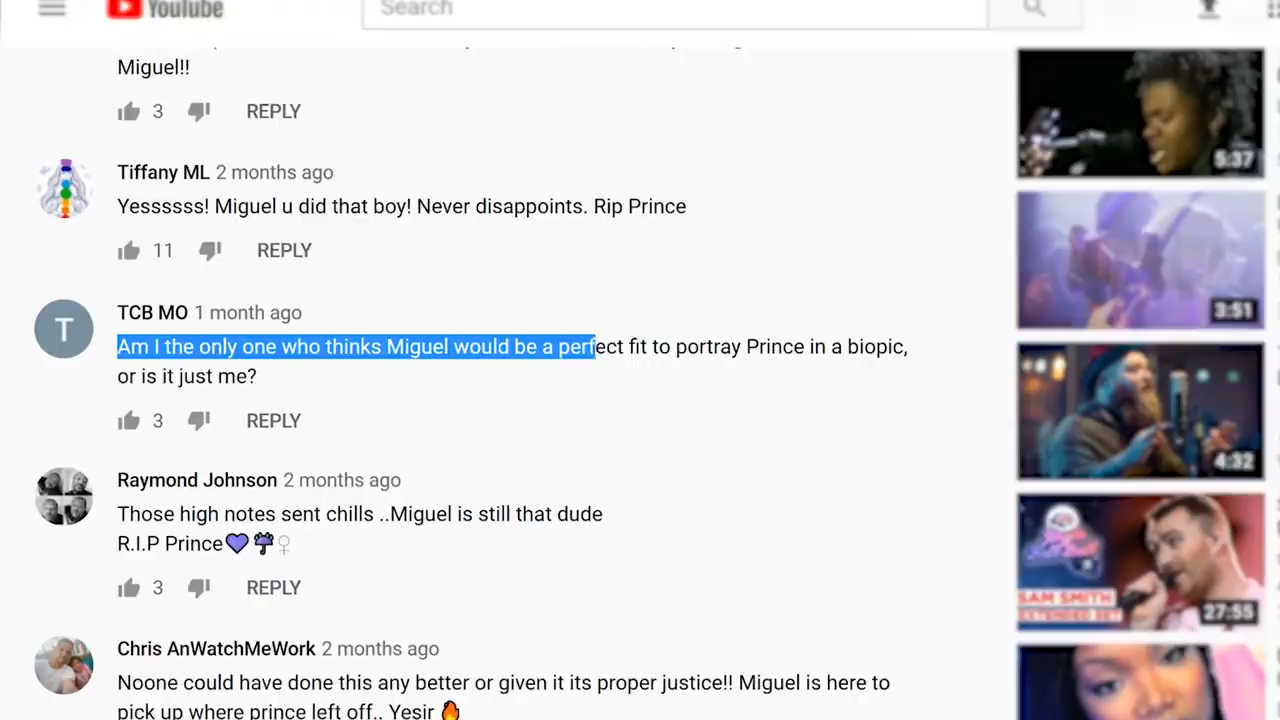 YouTube
Search
Miguel!!
3 REPLY
Tiffany ML 2 months ago
Yessssss! Miguel u did that boy! Never disappoints. Rip Prince
11 REPLY
T
TCB MO 1 month ago
Am I the only one who thinks Miguel would be a perfect fit to portray Prince in a biopic,
or is it just me?
3 REPLY
Raymond Johnson 2 months ago
Those high notes sent chills ..Miguel is still that dude
R.I.P Prince💜☔♀
3 REPLY
Chris AnWatchMeWork 2 months ago
Noone could have done this any better or given it its proper justice!! Miguel is here to
pick up where prince left off.. Yesir 🔥
5:37
3:51
4:32
SAM SMITH
EXTENDED SET
27:55